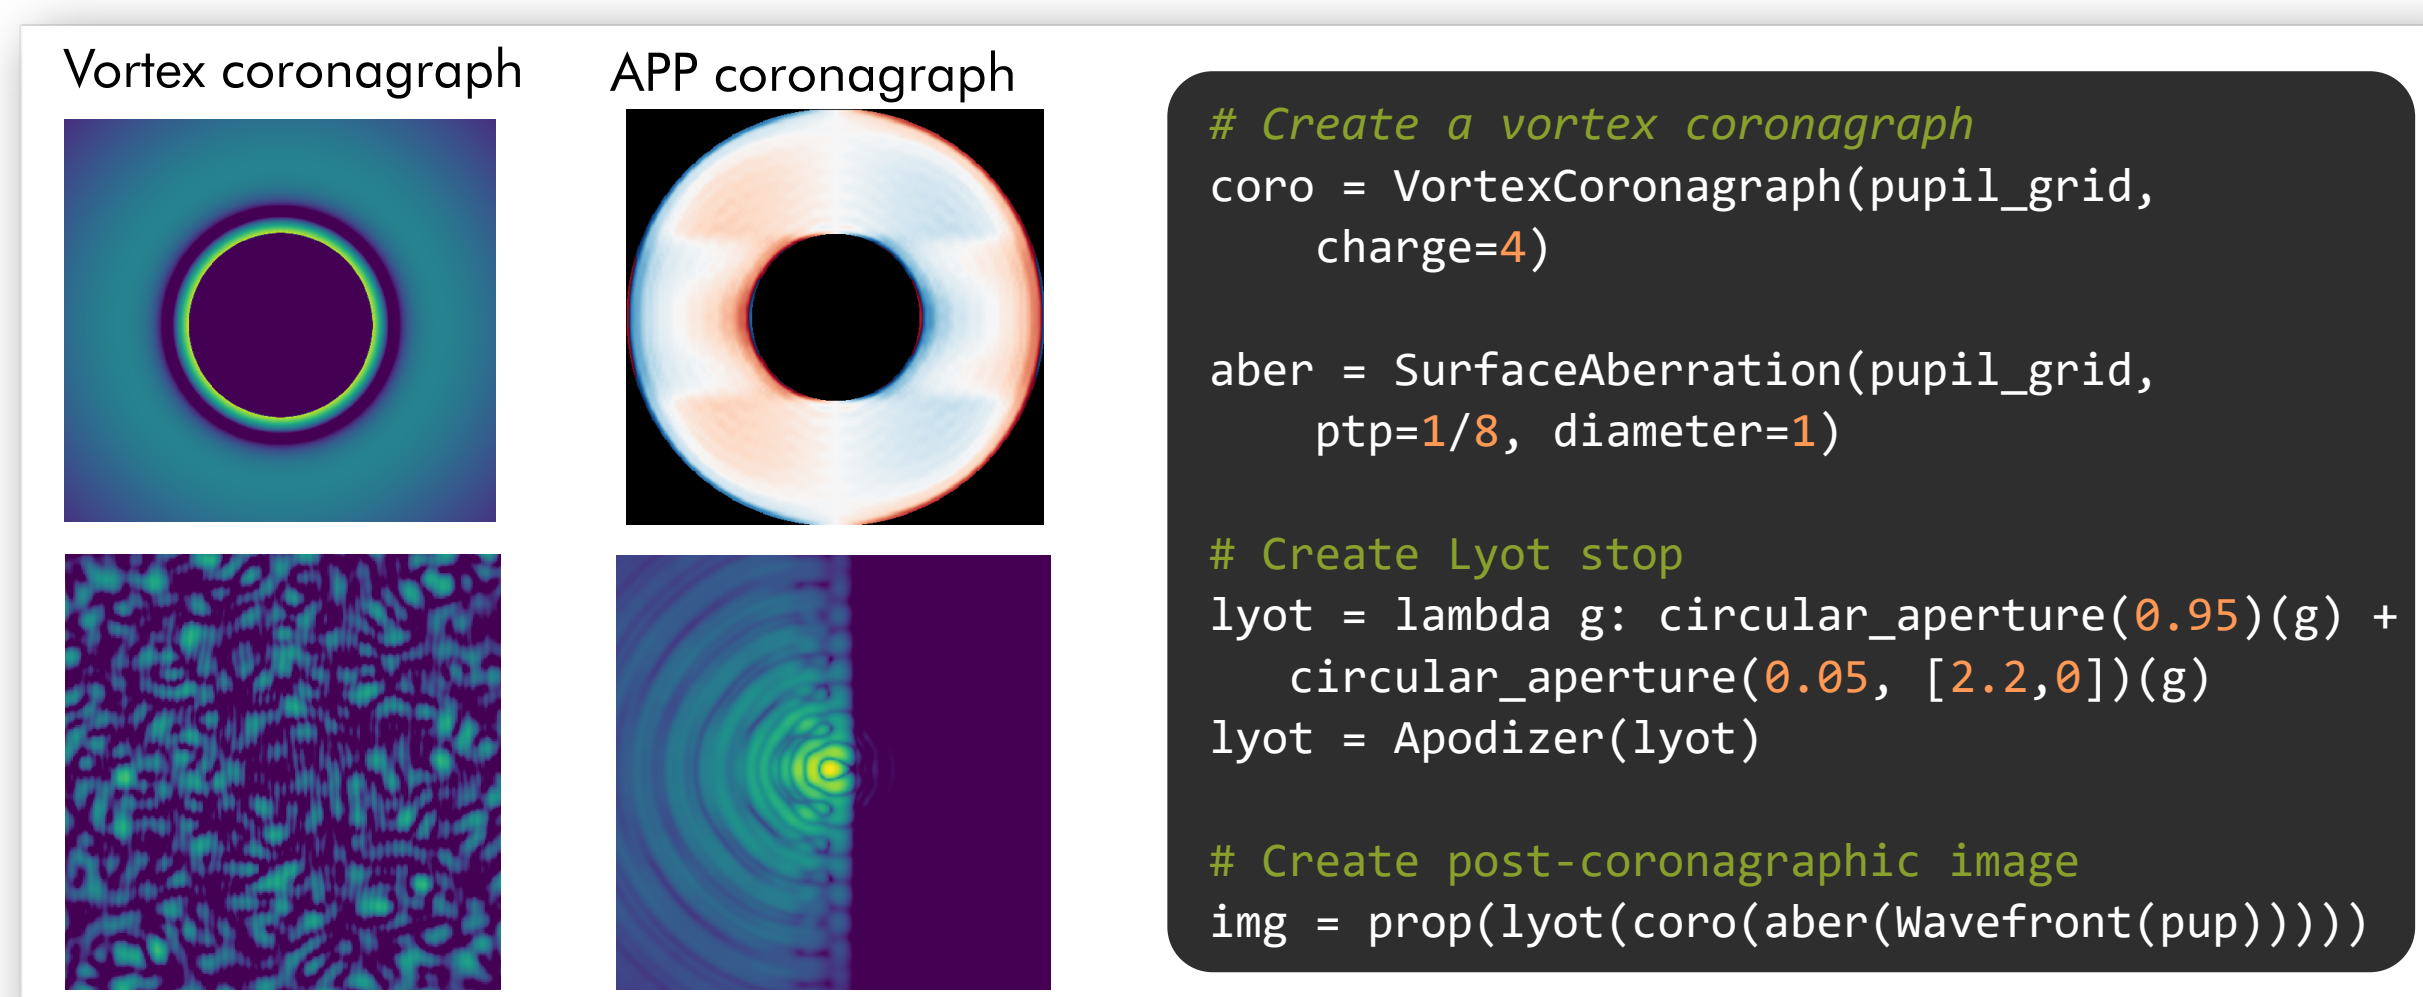 Vortex coronagraph
APP coronagraph
# Create a vortex coronagraph
coro = VortexCoronagraph(pupil_grid,
    charge=4)
aber = SurfaceAberration(pupil_grid,
    ptp=1/8, diameter=1)
# Create Lyot stop
lyot = lambda g: circular_aperture(0.95)(g) +
   circular_aperture(0.05, [2.2,0])(g)
lyot = Apodizer(lyot)
# Create post-coronagraphic image
img = prop(lyot(coro(aber(Wavefront(pup)))))